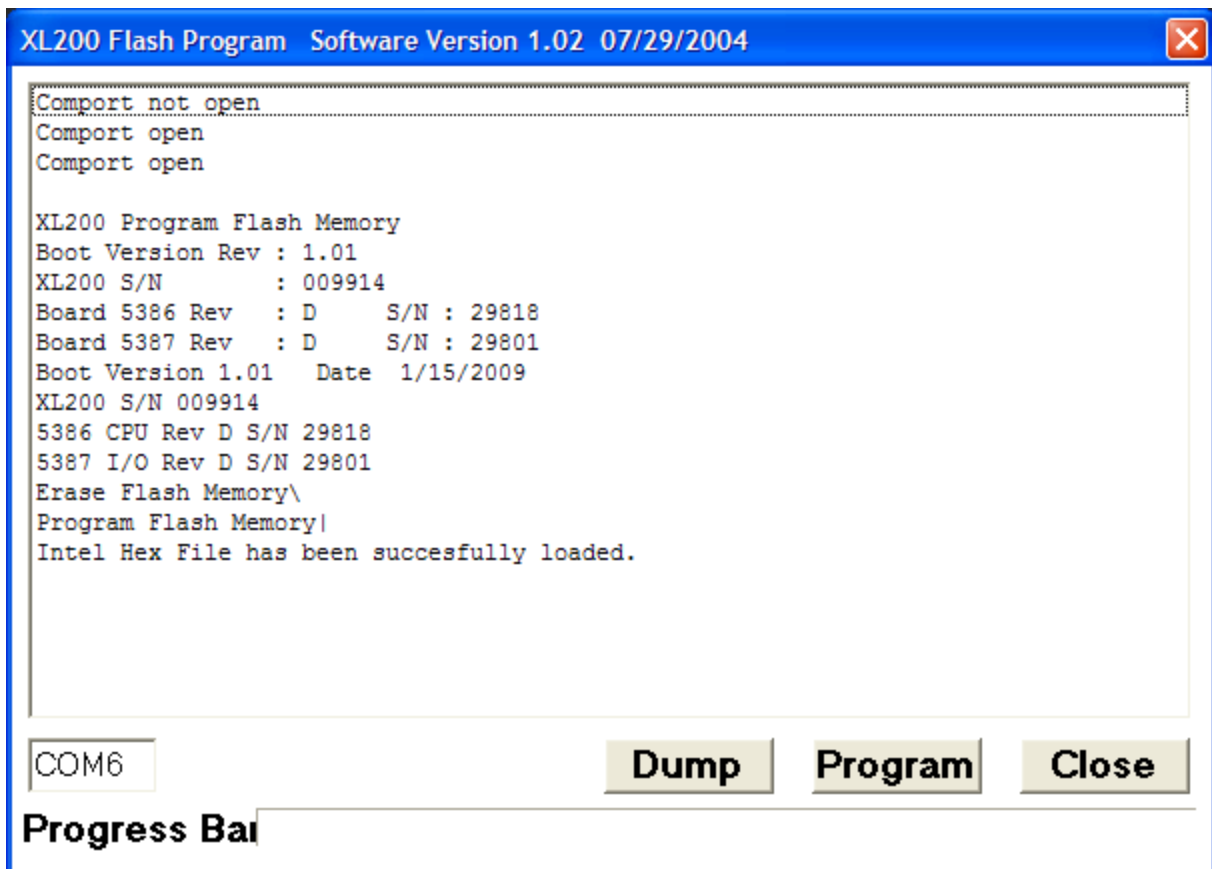 XL200 Flash Program   Software Version 1.02  07/29/2004
Comport not open
Comport open
Comport open
XL200 Program Flash Memory
Boot Version Rev : 1.01
XL200 S/N        : 009914
Board 5386 Rev   : D     S/N : 29818
Board 5387 Rev   : D     S/N : 29801
Boot Version 1.01   Date  1/15/2009
XL200 S/N 009914
5386 CPU Rev D S/N 29818
5387 I/O Rev D S/N 29801
Erase Flash Memory\
Program Flash Memory|
Intel Hex File has been succesfully loaded.
COM6 Dump Program Close
Progress Bar